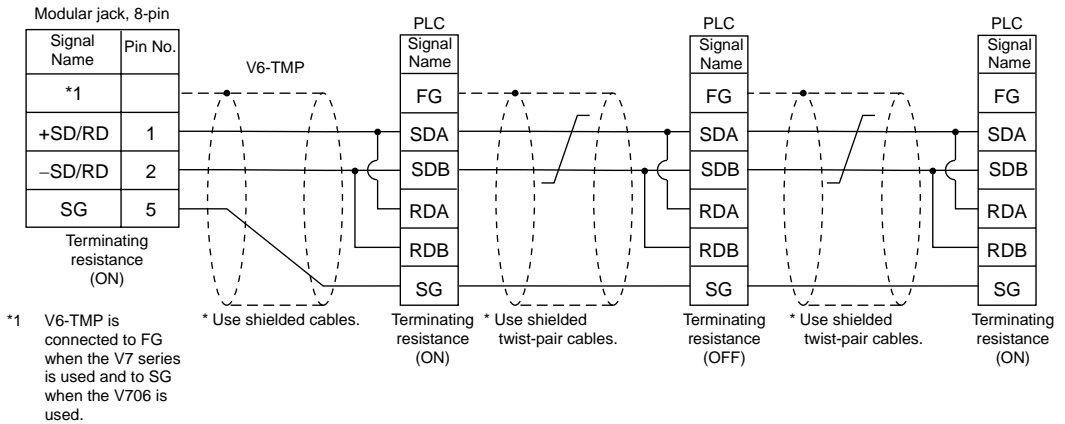 Modular jack, 8-pin
Signal Name Pin No.
*1
+SD/RD 1
−SD/RD 2
SG 5
Terminating
resistance
(ON)
*1 V6-TMP is
connected to FG
when the V7 series
is used and to SG
when the V706 is
used.
V6-TMP
* Use shielded cables.
PLC
Signal
Name
FG
SDA
SDB
RDA
RDB
SG
Terminating
resistance
(ON)
* Use shielded
twist-pair cables.
PLC
Signal
Name
FG
SDA
SDB
RDA
RDB
SG
Terminating
resistance
(OFF)
* Use shielded
twist-pair cables.
PLC
Signal
Name
FG
SDA
SDB
RDA
RDB
SG
Terminating
resistance
(ON)